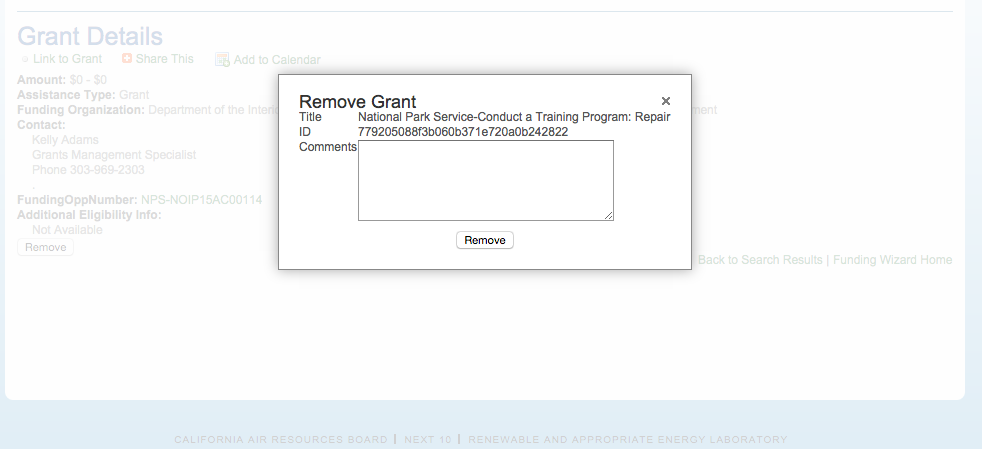 Grant Details
Link to Grant Share This Add to Calendar
Amount: $0 - $0
Assistance Type: Grant
Funding Organization: Department of the Interi ment
Contact:
Kelly Adams
Grants Management Specialist
Phone 303-969-2303
.
FundingOppNumber: NPS-NOIP15AC00114
Additional Eligibility Info:
Not Available
Remove
Remove Grant
Title National Park Service-Conduct a Training Program: Repair
ID 779205088f3b060b371e720a0b242822
Comments
Remove
Back to Search Results | Funding Wizard Home
CALIFORNIA AIR RESOURCES BOARD | NEXT 10 | RENEWABLE AND APPROPRIATE ENERGY LABORATORY